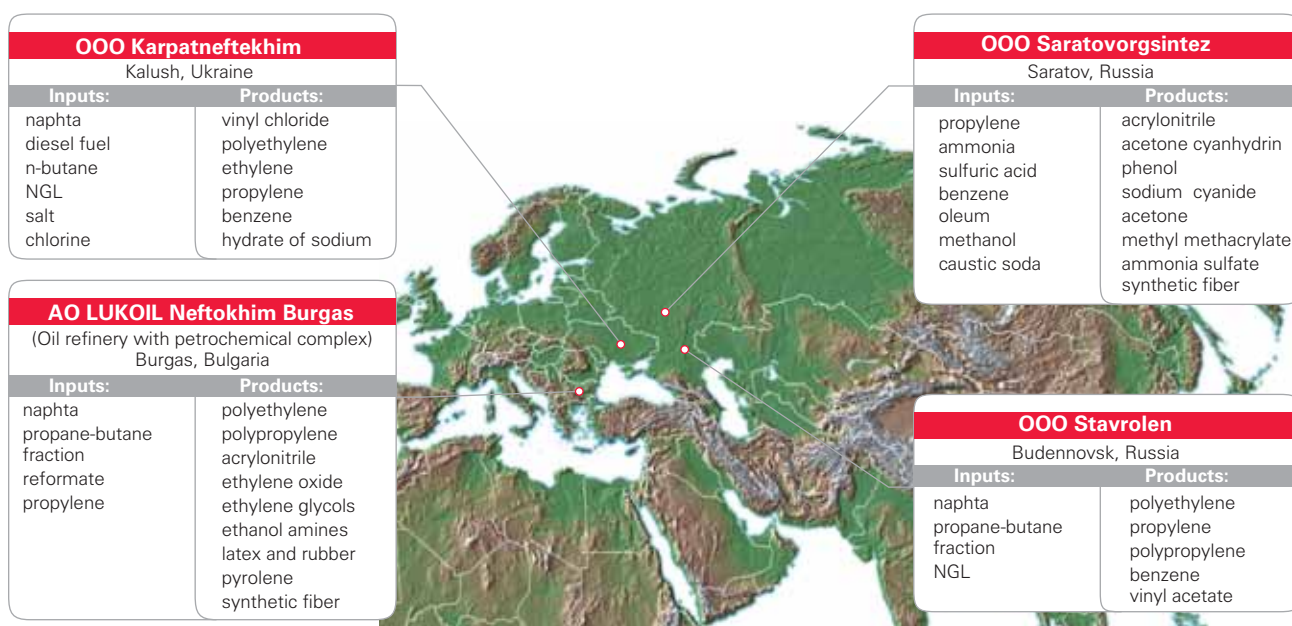 OOO Karpatneftekhim
Kalush, Ukraine
Inputs:
naphta
diesel fuel
n-butane
NGL
salt
chlorine
Products:
vinyl chloride
polyethylene
ethylene
propylene
benzene
hydrate of sodium
AO LUKOIL Neftokhim Burgas
(Oil refinery with petrochemical complex)
Burgas, Bulgaria
Inputs:
naphta
propane-butane
fraction
reformate
propylene
Products:
polyethylene
polypropylene
acrylonitrile
ethylene oxide
ethylene glycols
ethanol amines
latex and rubber
pyrolene
synthetic fiber
OOO Saratovorgsintez
Saratov, Russia
Inputs:
propylene
ammonia
sulfuric acid
benzene
oleum
methanol
caustic soda
Products:
acrylonitrile
acetone cyanhydrin
phenol
sodium cyanide
acetone
methyl methacrylate
ammonia sulfate
synthetic fiber
OOO Stavrolen
Budennovsk, Russia
Inputs:
naphta
propane-butane
fraction
NGL
Products:
polyethylene
propylene
polypropylene
benzene
vinyl acetate